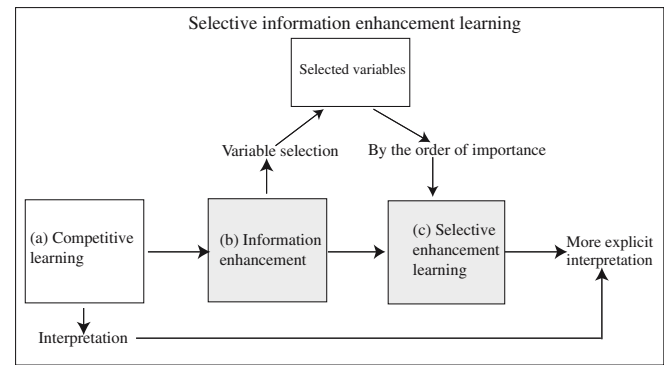 Selective information enhancement learning
Selected variables
Variable selection
By the order of importance
(a) Competitive
learning
(b) Information
enhancement
(c) Selective
enhancement
learning
More explicit
interpretation
Interpretation